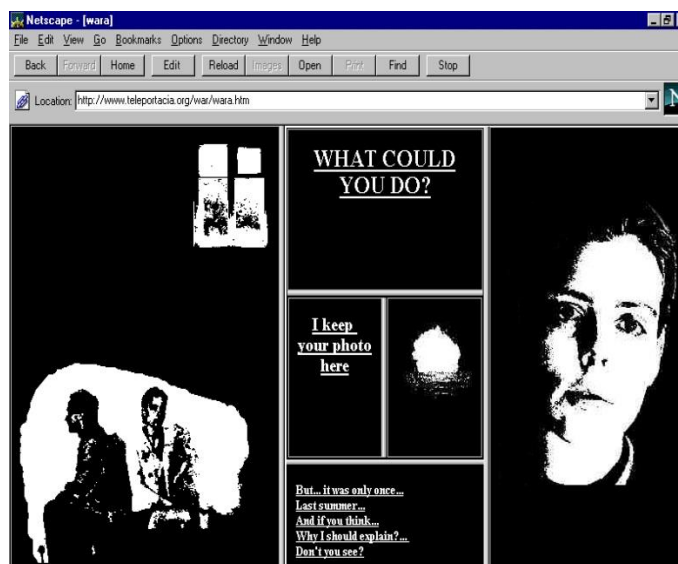 Netscape - [wara]
File Edit View Go Bookmarks Options Directory Window Help
Back Forward Home Edit Reload Images Open Print Find Stop
Location: http://www.teleportacia.org/war/wara.htm
N
WHAT COULD
YOU DO?
I keep
your photo
here
But... it was only once...
Last summer...
And if you think...
Why I should explain?...
Don't you see?